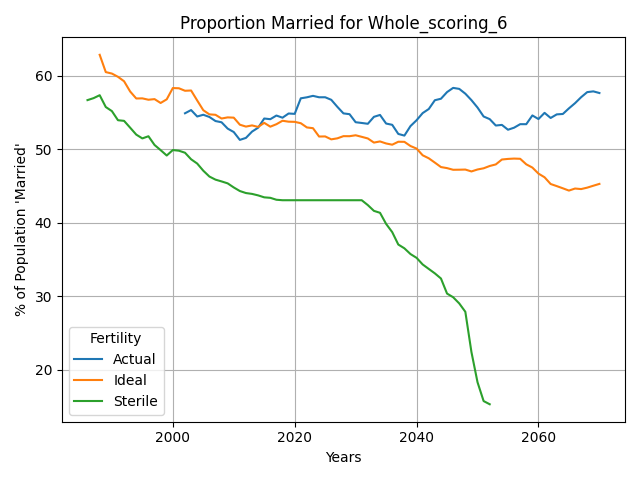 Proportion Married for Whole_scoring_6
% of Population 'Married'
60
50
40
30
20
Fertility
Actual
Ideal
Sterile
2000
2020
2040
2060
Years